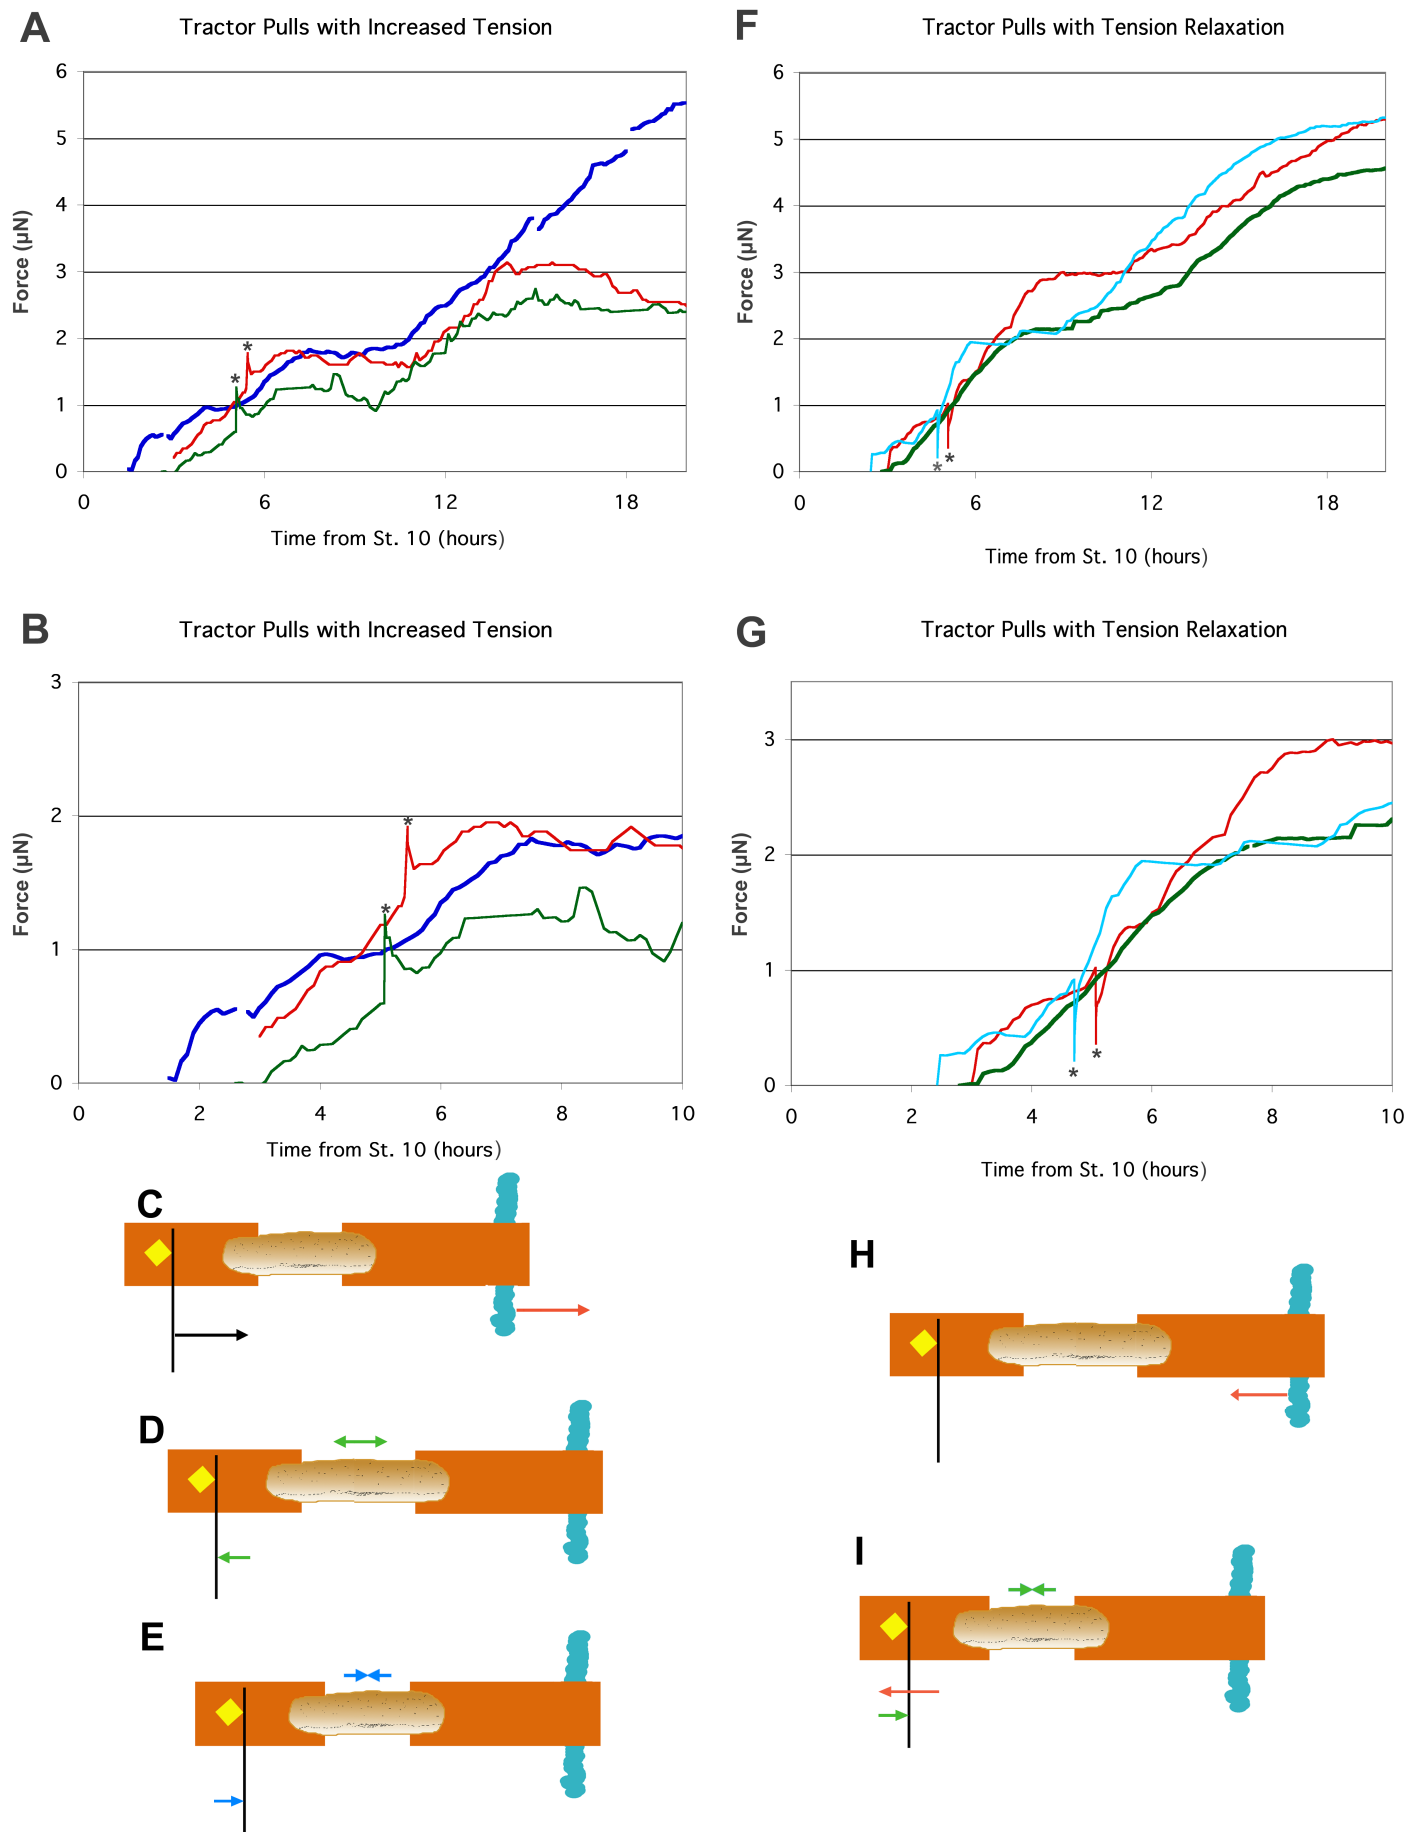 A
Tractor Pulls with Increased Tension
6
5
4
3
2
1
0
Force (µN)
*
*
0 6 12 18
Time from St. 10 (hours)
F
Tractor Pulls with Tension Relaxation
6
5
4
3
2
1
0
Force (µN)
* *
0 6 12 18
Time from St. 10 (hours)
B
Tractor Pulls with Increased Tension
3
2
1
0
Force (µN)
*
*
0 2 4 6 8 10
Time from St. 10 (hours)
G
Tractor Pulls with Tension Relaxation
3
2
1
0
Force (µN)
*
*
0 2 4 6 8 10
Time from St. 10 (hours)
C
D
E
H
I